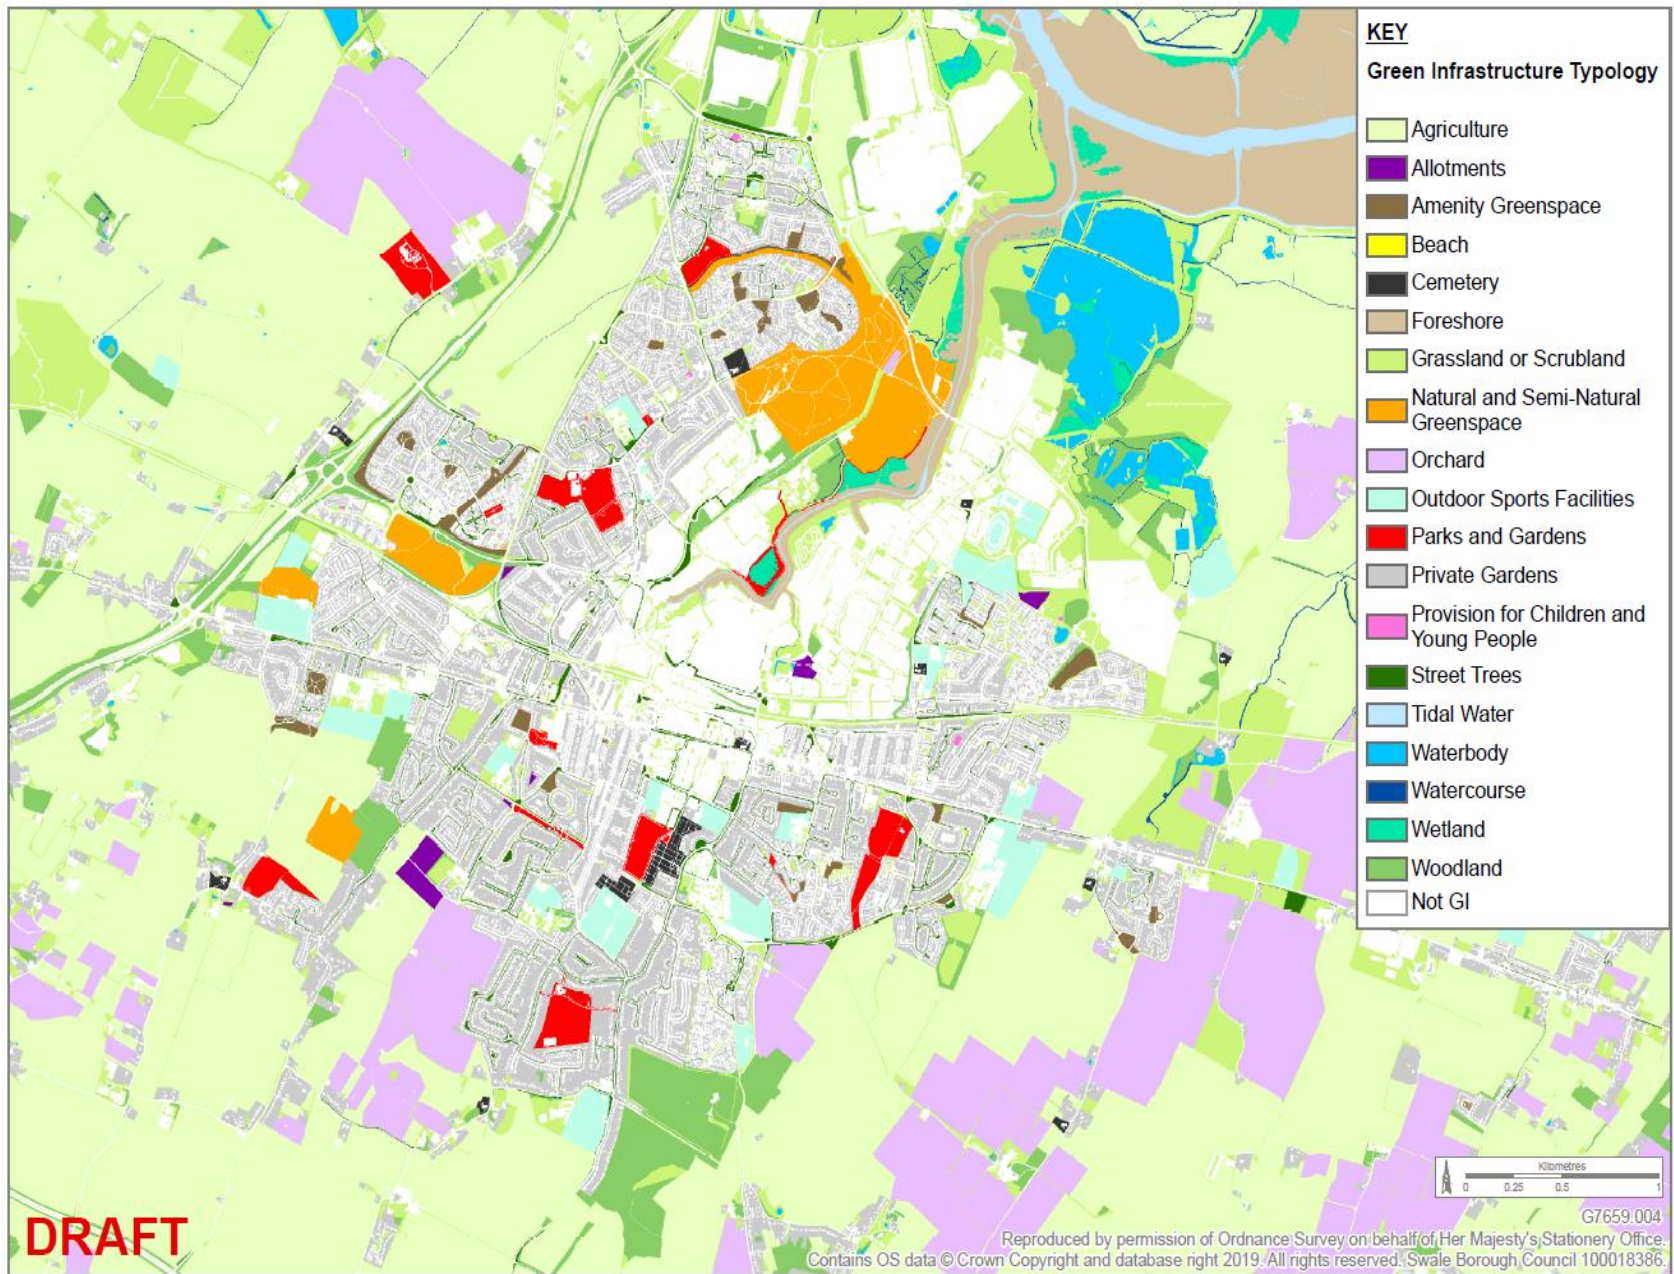 KEY
Green Infrastructure Typology
Agriculture
Allotments
Amenity Greenspace
Beach
Cemetery
Foreshore
Grassland or Scrubland
Natural and Semi-Natural
Greenspace
Orchard
Outdoor Sports Facilities
Parks and Gardens
Private Gardens
Provision for Children and
Young People
Street Trees
Tidal Water
Waterbody
Watercourse
Wetland
Woodland
Not GI
Kilometres
0 0.25 0.5 1
G7659.004
DRAFT
Reproduced by permission of Ordnance Survey on behalf of Her Majesty's Stationery Office.
Contains OS data © Crown Copyright and database right 2019. All rights reserved. Swale Borough Council 100018386.